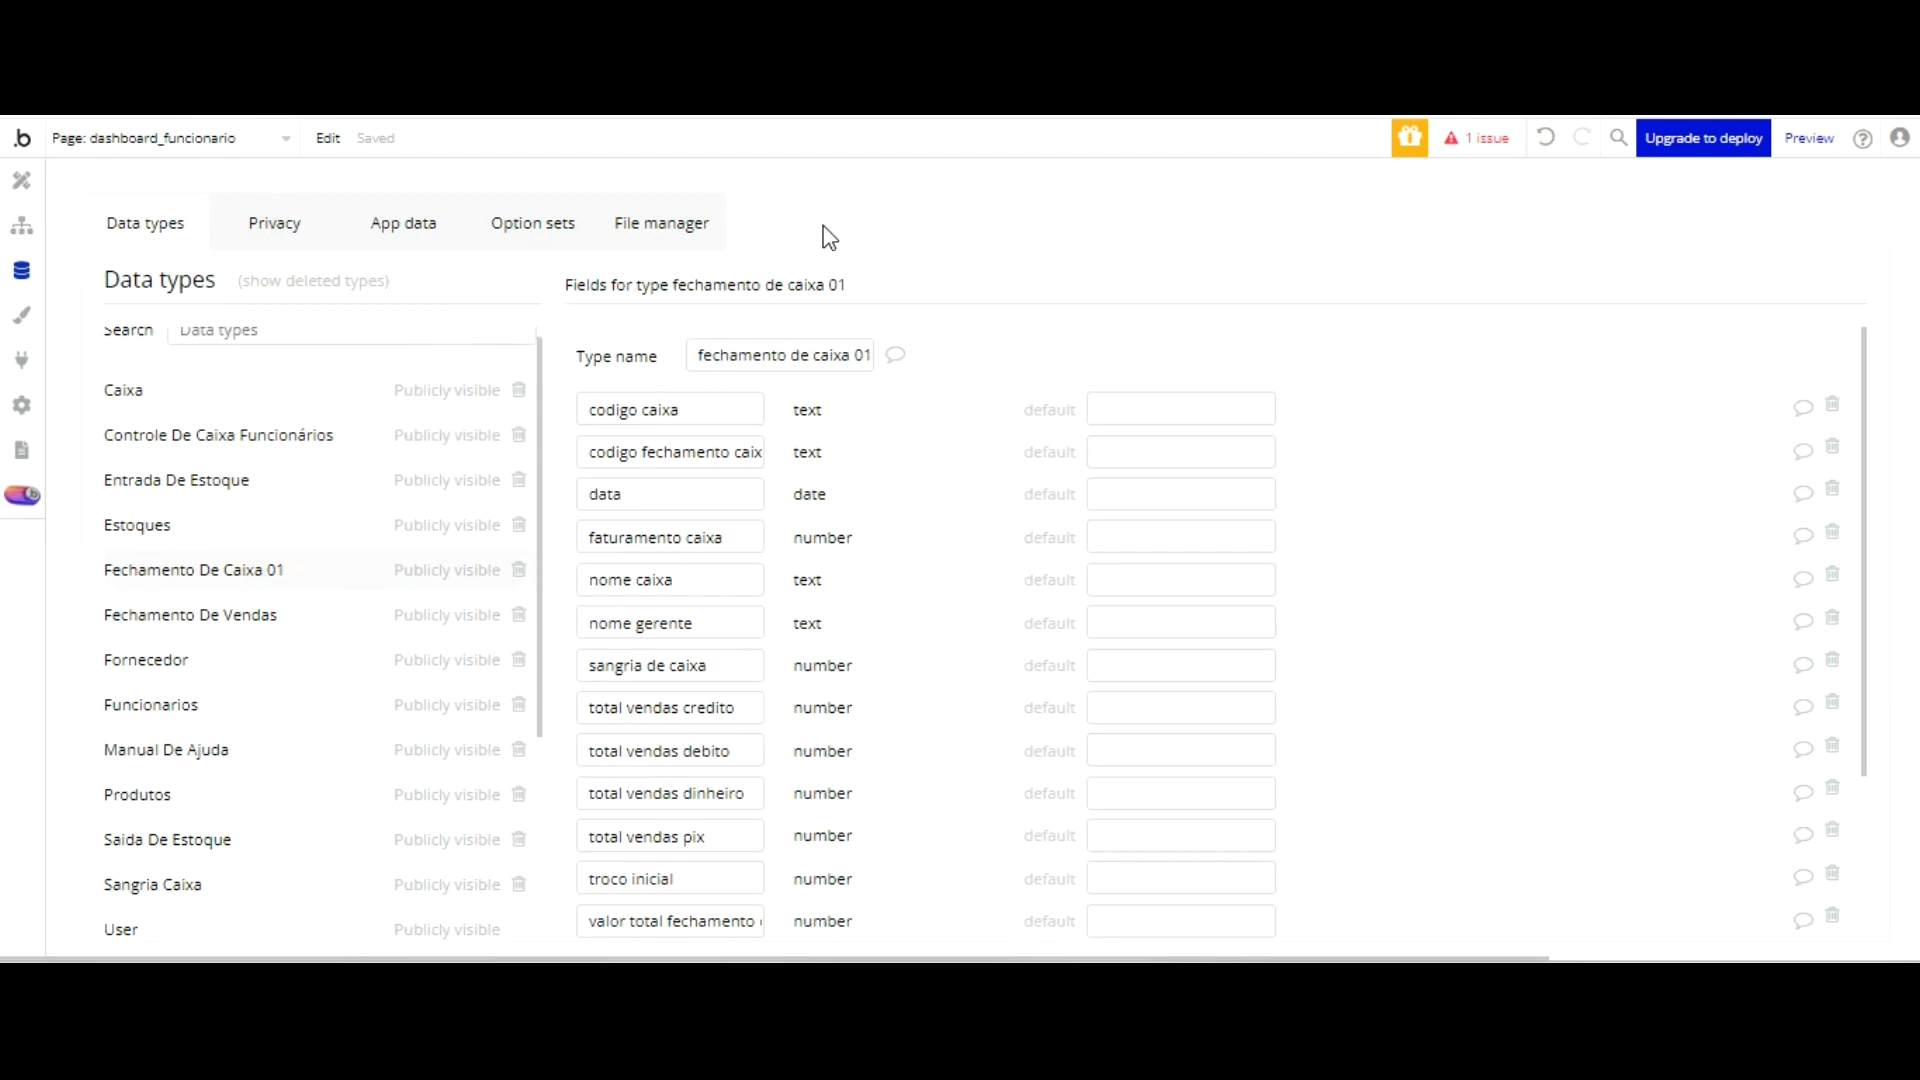 .b Page: dashboard_funcionario Edit Saved 1 issue Upgrade to deploy Preview ?
Data types Privacy App data Option sets File manager
Data types (show deleted types)
Fields for type fechamento de caixa 01
Search Data types
Type name fechamento de caixa 01
Caixa Publicly visible
Controle De Caixa Funcionários Publicly visible
Entrada De Estoque Publicly visible
Estoques Publicly visible
Fechamento De Caixa 01 Publicly visible
Fechamento De Vendas Publicly visible
Fornecedor Publicly visible
Funcionarios Publicly visible
Manual De Ajuda Publicly visible
Produtos Publicly visible
Saida De Estoque Publicly visible
Sangria Caixa Publicly visible
User Publicly visible
codigo caixa text default
codigo fechamento caix text default
data date default
faturamento caixa number default
nome caixa text default
nome gerente text default
sangria de caixa number default
total vendas credito number default
total vendas debito number default
total vendas dinheiro number default
total vendas pix number default
troco inicial number default
valor total fechamento number default